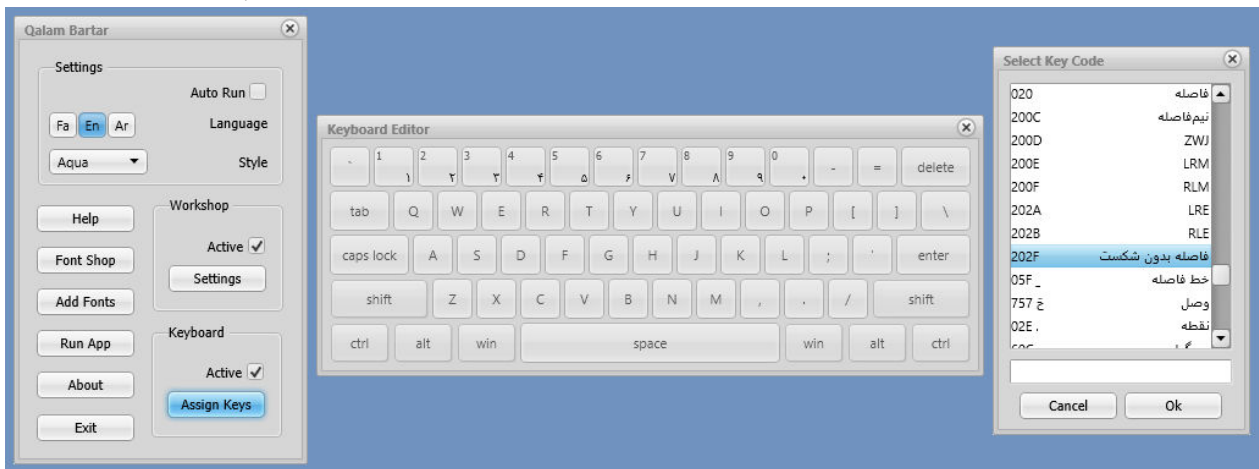 Qalam Bartar
Settings
Auto Run
Fa En Ar Language
Aqua Style
Help
Font Shop
Add Fonts
Run App
About
Exit
Workshop
Active
Settings
Keyboard
Active
Assign Keys
Keyboard Editor
` 1 ۱ 2 ۲ 3 ۳ 4 ۴ 5 ۵ 6 ۶ 7 ۷ 8 ۸ 9 ۹ 0 ۰ - = delete
tab Q W E R T Y U I O P [ ] \
caps lock A S D F G H J K L ; ' enter
shift Z X C V B N M , . / shift
ctrl alt win space win alt ctrl
Select Key Code
020 فاصله
200C نیم‌فاصله
200D ZWJ
200E LRM
200F RLM
202A LRE
202B RLE
202F فاصله بدون شکست
05F _ خط فاصله
757 خ وصل
02E . نقطه
Cancel Ok